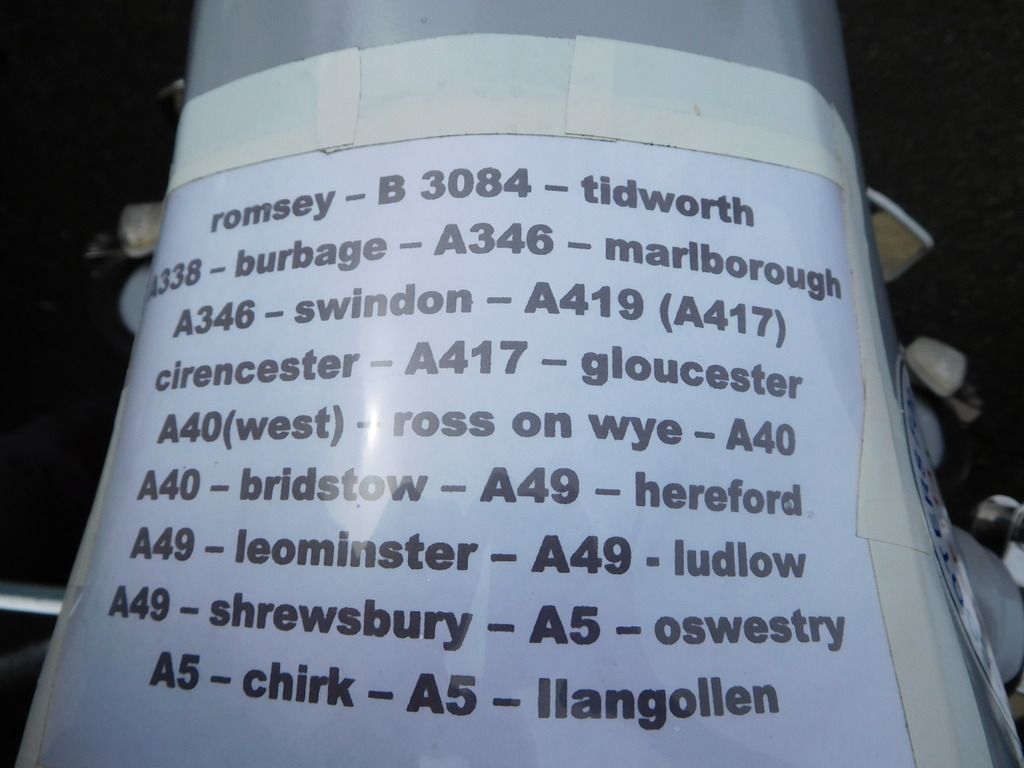 romsey – B 3084 – tidworth
A338 – burbage – A346 – marlborough
A346 – swindon – A419 (A417)
cirencester – A417 – gloucester
A40(west) – ross on wye – A40
A40 – bridstow – A49 – hereford
A49 – leominster – A49 - ludlow
A49 – shrewsbury – A5 – oswestry
A5 – chirk – A5 – llangollen